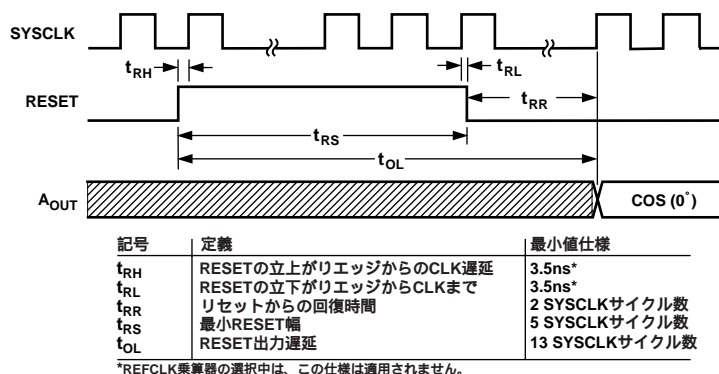 SYSCLK
tRH
tRL
RESET
tRR
tRS
tOL
AOUT
COS (0°)
記号 定義 最小値仕様
tRH RESETの立上がりエッジからのCLK遅延 3.5ns*
tRL RESETの立下がりエッジからCLKまで 3.5ns*
tRR リセットからの回復時間 2 SYSCLKサイクル数
tRS 最小RESET幅 5 SYSCLKサイクル数
tOL RESET出力遅延 13 SYSCLKサイクル数
*REFCLK乗算器の選択中は、この仕様は適用されません。